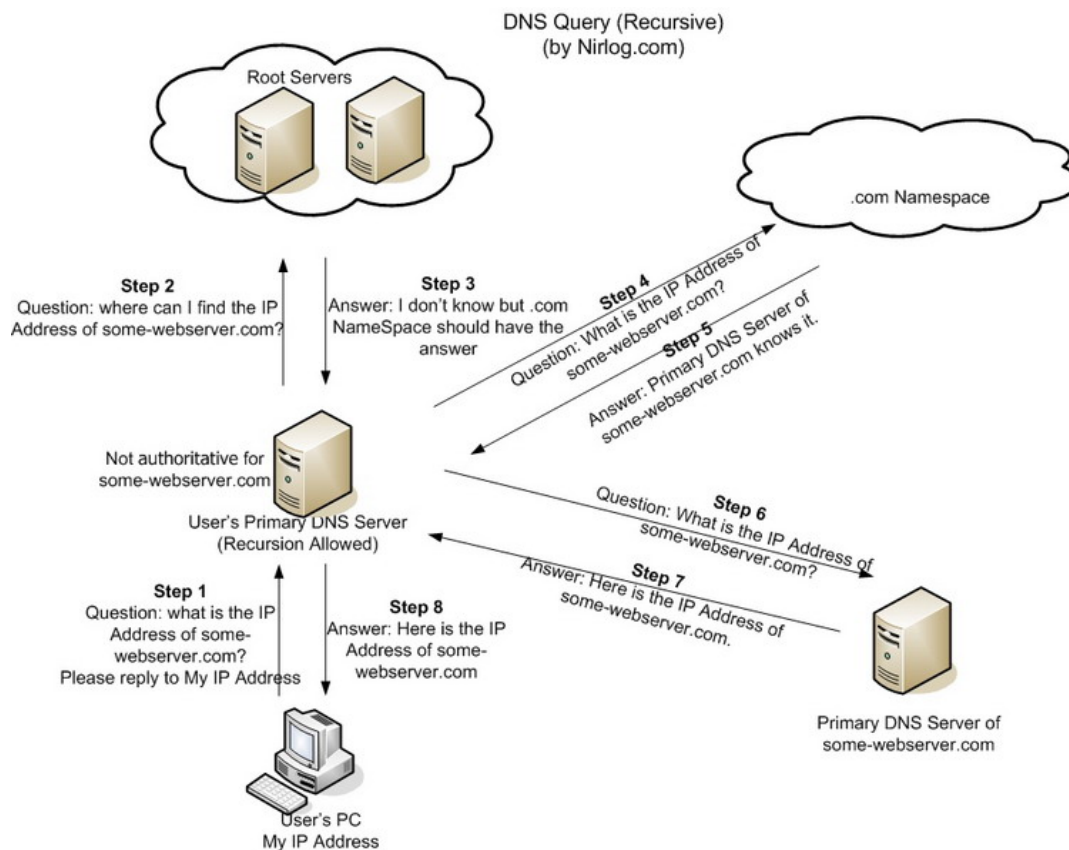 DNS Query (Recursive)
(by Nirlog.com)
Root Servers
.com Namespace
Step 2
Question: where can I find the IP
Address of some-webserver.com?
Step 3
Answer: I don't know but .com
NameSpace should have the
answer
Step 4
Question: What is the IP Address of
some-webserver.com?
Step 5
Answer: Primary DNS Server of
some-webserver.com knows it.
Not authoritative for
some-webserver.com
User's Primary DNS Server
(Recursion Allowed)
Step 6
Question: What is the IP Address of
some-webserver.com?
Step 7
Answer: Here is the IP Address of
some-webserver.com.
Step 1
Question: what is the IP
Address of some-
webserver.com?
Please reply to My IP Address
Step 8
Answer: Here is the IP
Address of some-
webserver.com
Primary DNS Server of
some-webserver.com
User's PC
My IP Address